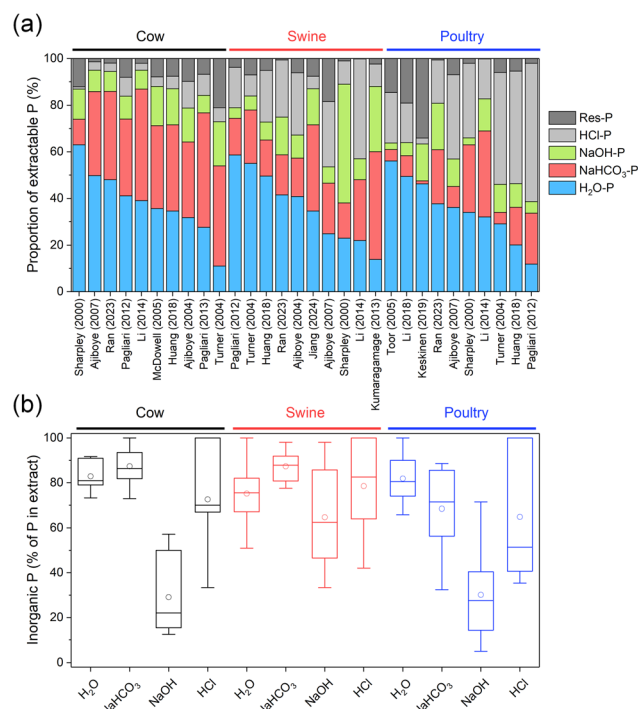 (a)
Cow Swine Poultry
Proportion of extractable P (%)
100
80
60
40
20
0
Res-P
HCl-P
NaOH-P
NaHCO₃-P
H₂O-P
Sharpley (2000)
Ajiboye (2007)
Ran (2023)
Pagliari (2012)
Li (2014)
McDowell (2005)
Huang (2018)
Ajiboye (2004)
Pagliari (2013)
Turner (2004)
Pagliari (2012)
Turner (2004)
Huang (2018)
Ran (2023)
Ajiboye (2004)
Jiang (2024)
Ajiboye (2007)
Sharpley (2000)
Li (2014)
Kumaragamage (2013)
Toor (2005)
Li (2018)
Keskinen (2019)
Ran (2023)
Ajiboye (2007)
Sharpley (2000)
Li (2014)
Turner (2004)
Huang (2018)
Pagliari (2012)
(b)
Cow Swine Poultry
Inorganic P (% of P in extract)
100
80
60
40
20
0
H₂O
NaHCO₃
NaOH
HCl
H₂O
NaHCO₃
NaOH
HCl
H₂O
NaHCO₃
NaOH
HCl